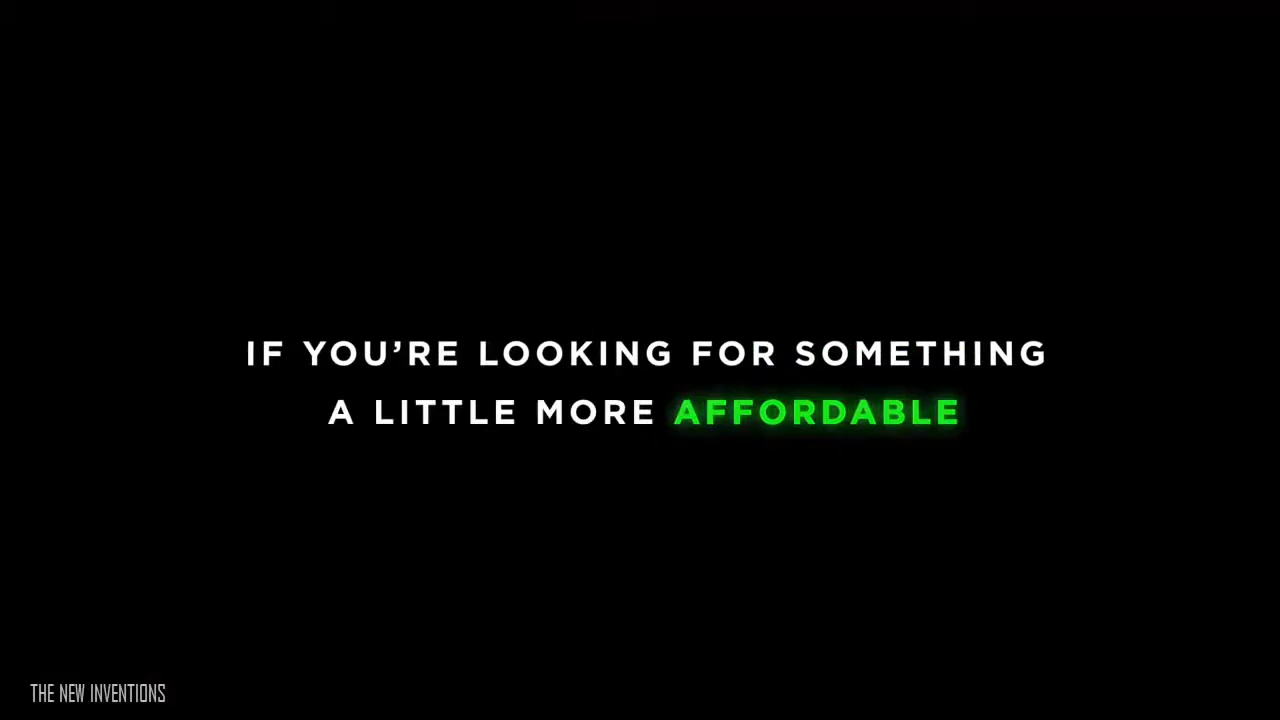 IF YOU’RE LOOKING FOR SOMETHING
A LITTLE MORE AFFORDABLE
THE NEW INVENTIONS